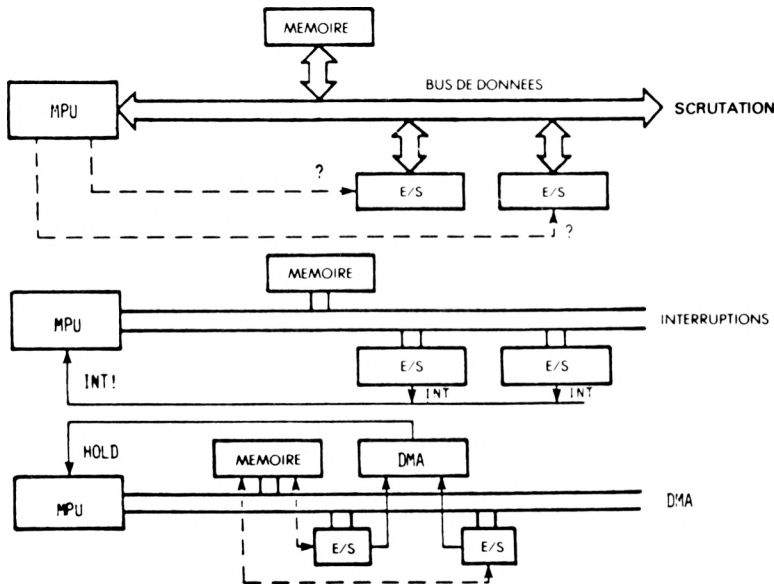 MEMOIRE
BUS DE DONNEES
MPU
SCRUTATION
?
E/S
E/S
?
MEMOIRE
MPU
INTERRUPTIONS
E/S
E/S
INT!
INT
INT
HOLD
MEMOIRE
DMA
MPU
DMA
E/S
E/S